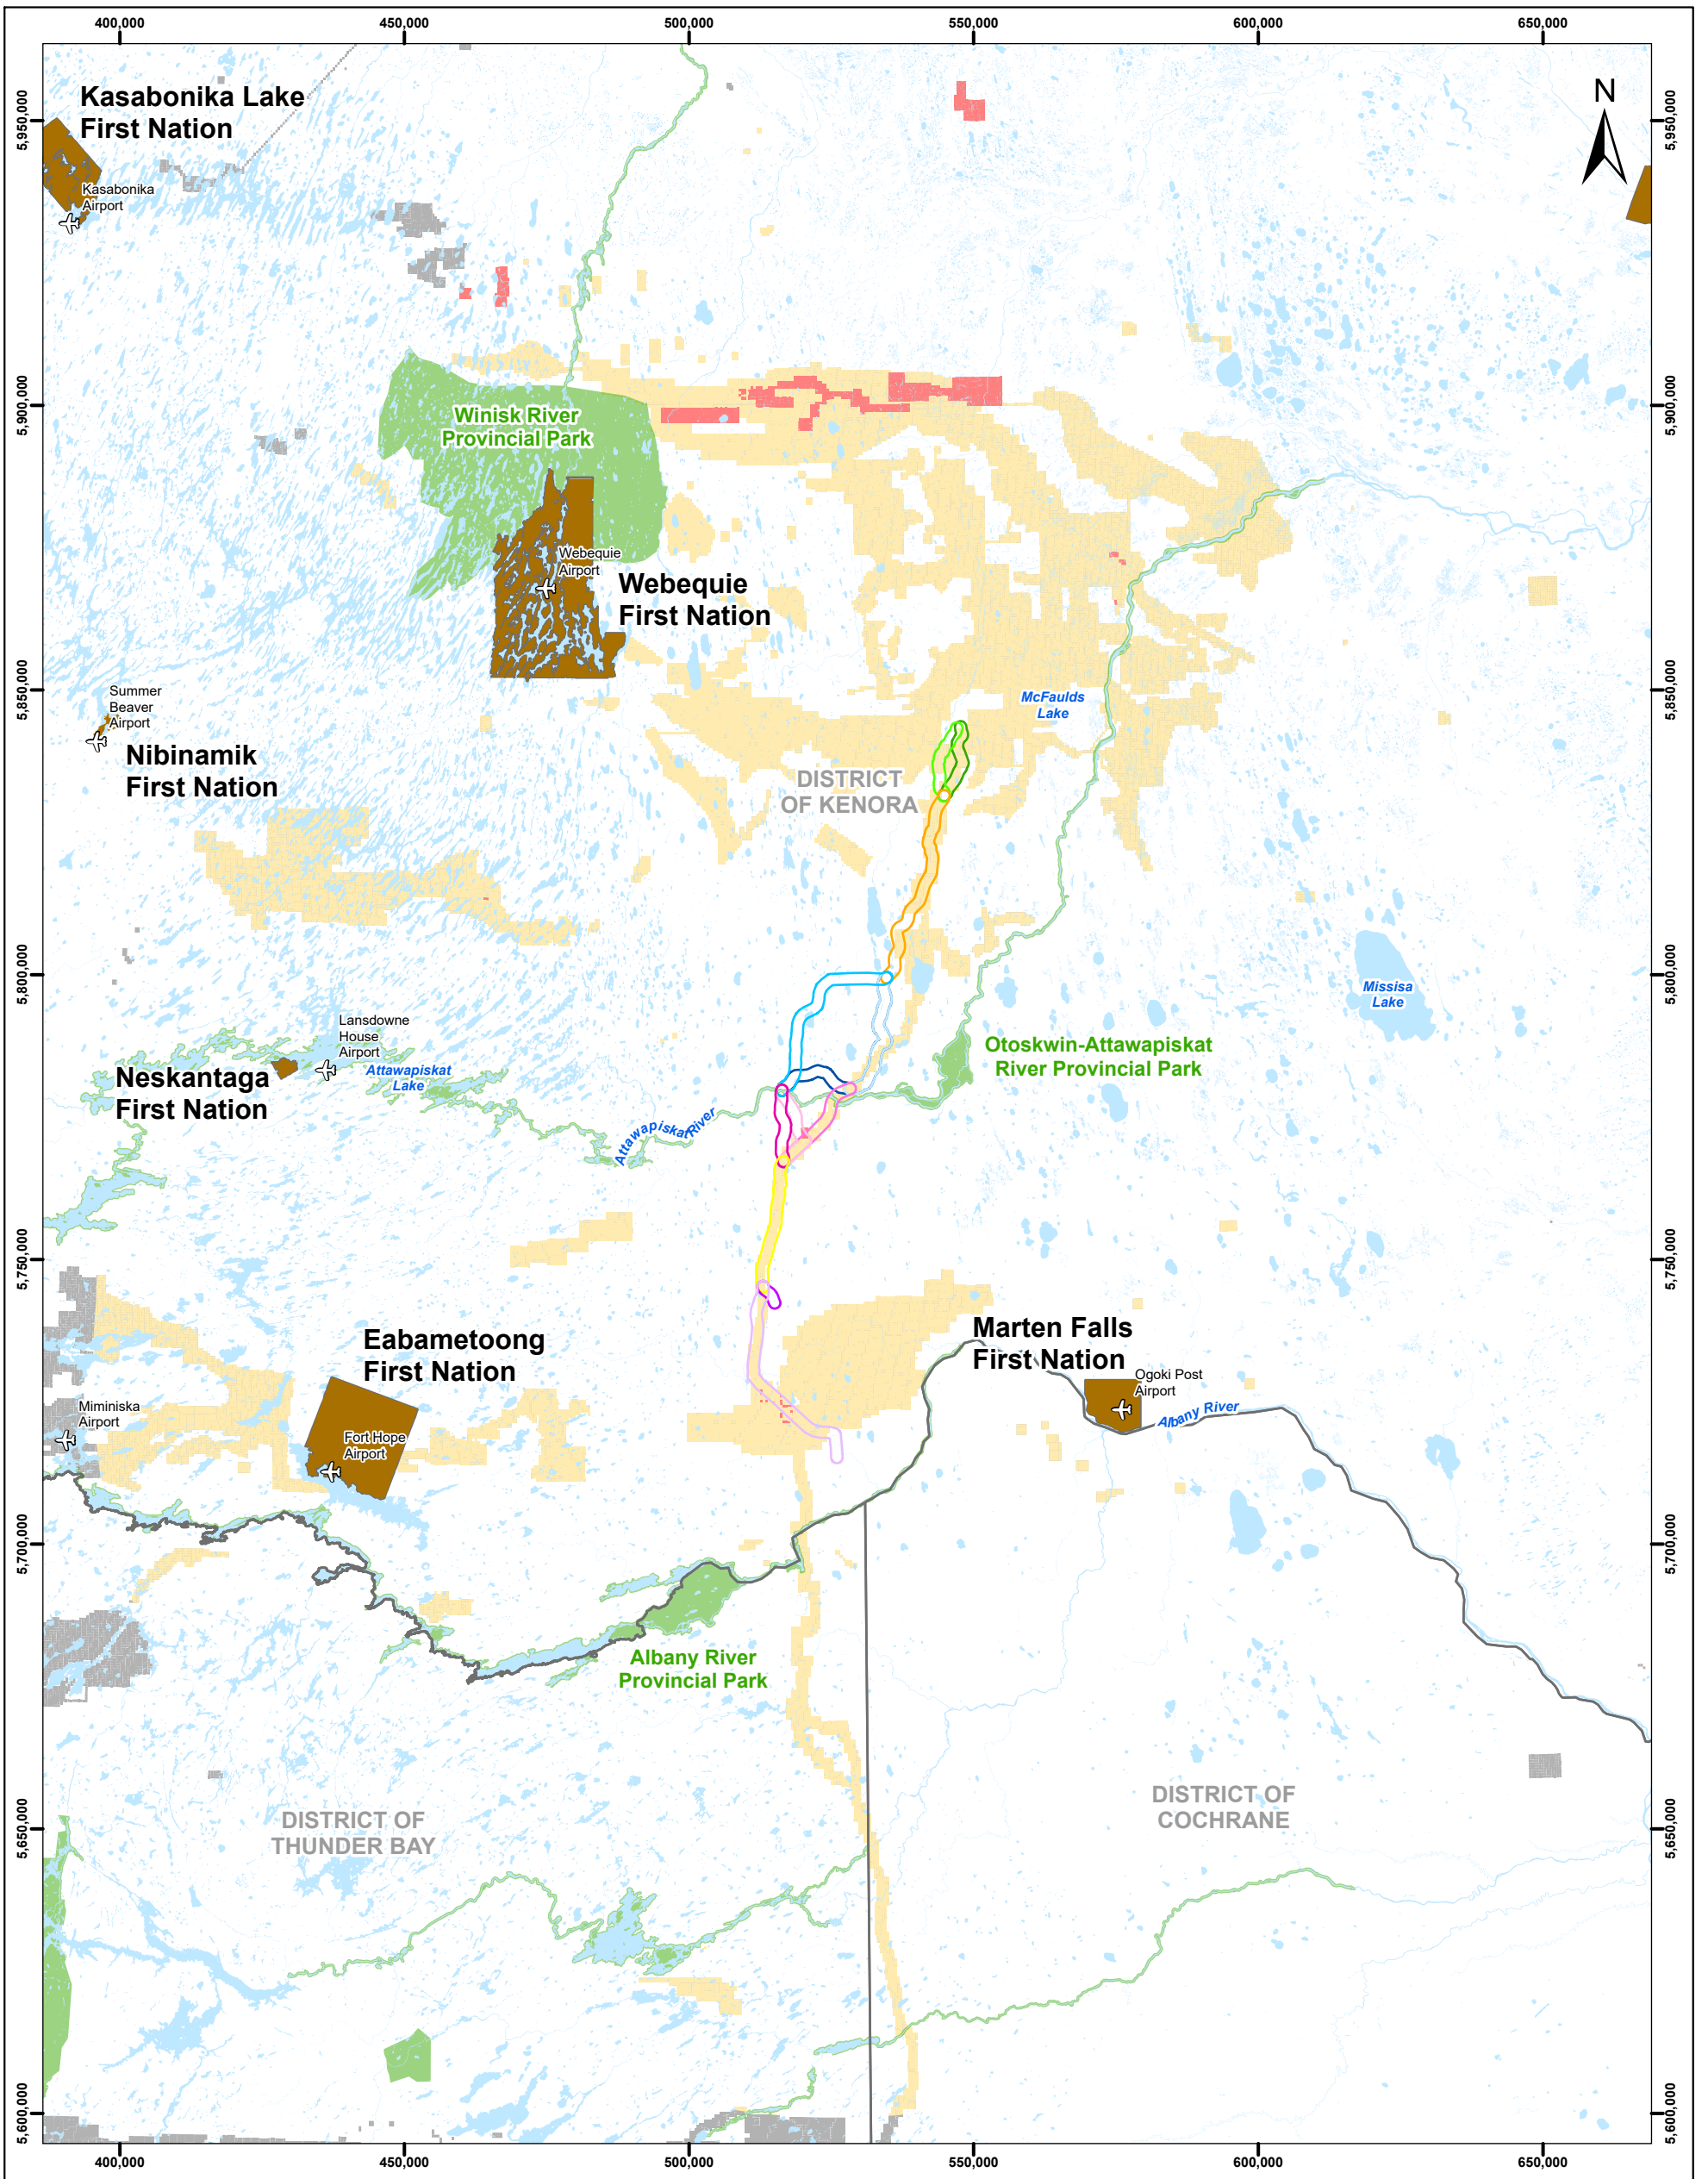 400,000
450,000
500,000
550,000
600,000
650,000
N
Kasabonika Lake
First Nation
5,950,000
5,950,000
Kasabonika
Airport
5,900,000
5,900,000
Winisk River
Provincial Park
Webequie
Airport
Webequie
First Nation
Summer
Beaver
Airport
5,850,000
5,850,000
McFaulds
Lake
Nibinamik
First Nation
DISTRICT
OF KENORA
5,800,000
5,800,000
Missisa
Lake
Lansdowne
House
Airport
Attawapiskat
Lake
Otoskwin-Attawapiskat
River Provincial Park
Neskantaga
First Nation
Attawapiskat River
5,750,000
5,750,000
Eabametoong
First Nation
Marten Falls
First Nation
Ogoki Post
Airport
Albany River
Miminiska
Airport
Fort Hope
Airport
5,700,000
5,700,000
Albany River
Provincial Park
DISTRICT OF
THUNDER BAY
DISTRICT OF
COCHRANE
5,650,000
5,650,000
5,600,000
5,600,000
400,000
450,000
500,000
550,000
600,000
650,000